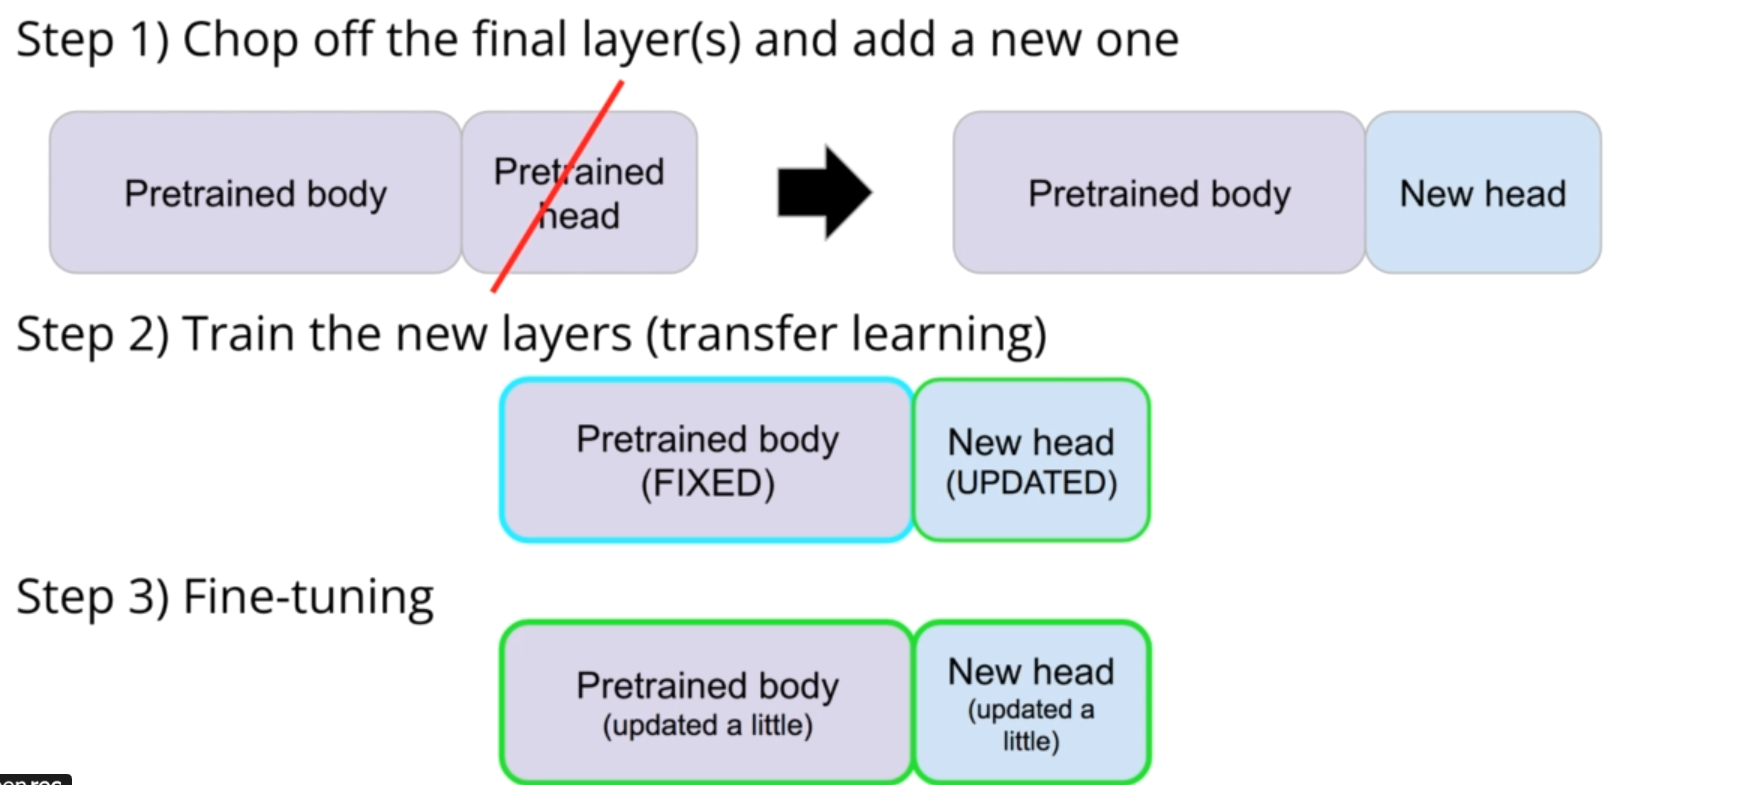 Step 1) Chop off the final layer(s) and add a new one
Pretrained body
Pretrained
head
Pretrained body
New head
Step 2) Train the new layers (transfer learning)
Pretrained body
(FIXED)
New head
(UPDATED)
Step 3) Fine-tuning
Pretrained body
(updated a little)
New head
(updated a
little)